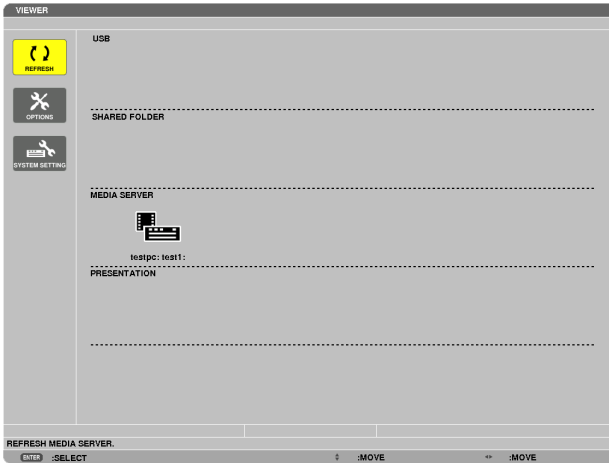 VIEWER
USB
REFRESH
OPTIONS
SHARED FOLDER
SYSTEM SETTING
MEDIA SERVER
testpc: test1:
PRESENTATION
REFRESH MEDIA SERVER.
ENTER :SELECT :MOVE :MOVE